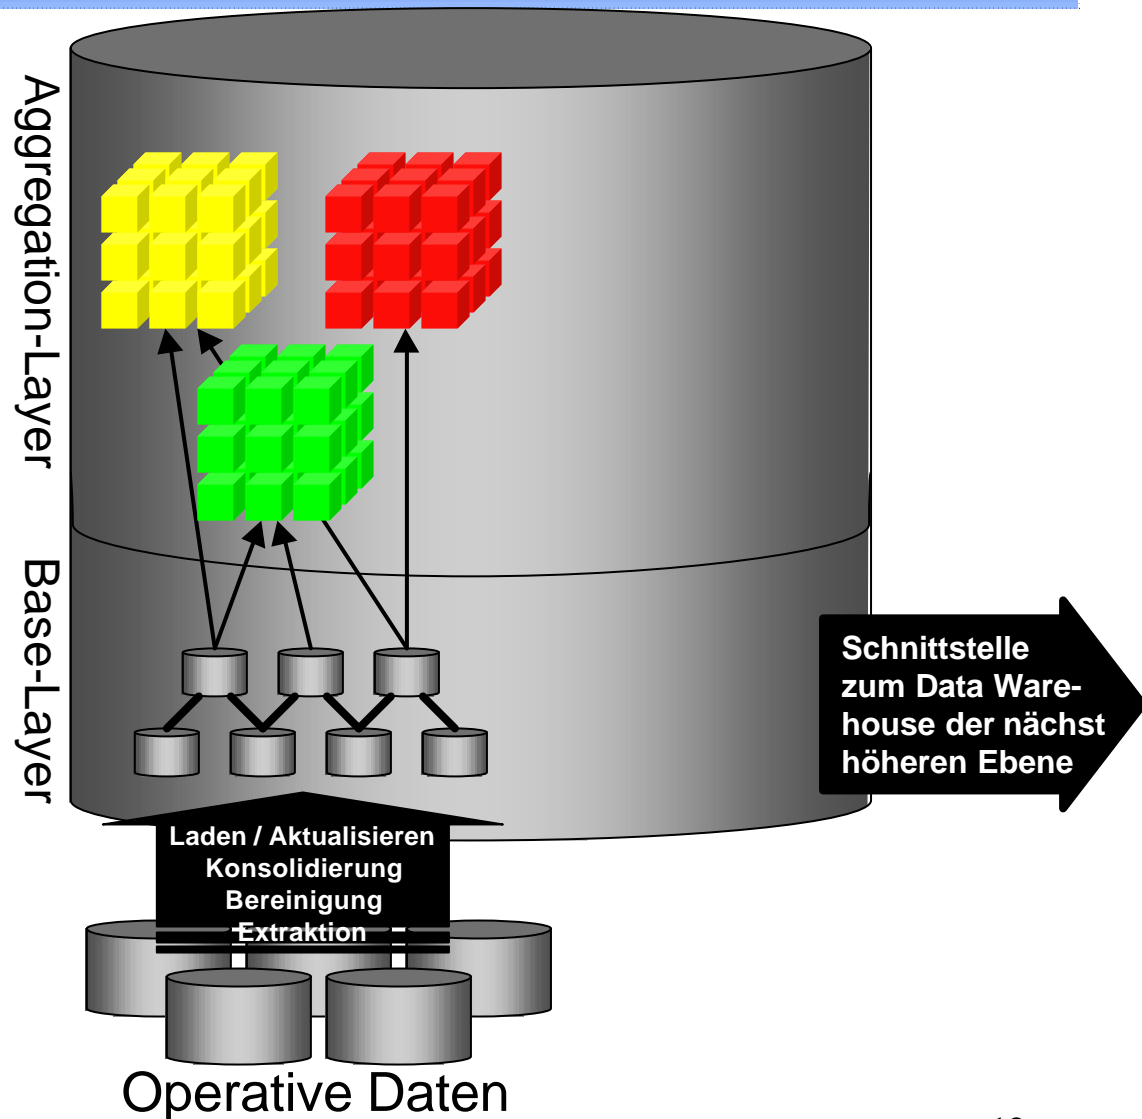 Aggregation-Layer
Base-Layer
Schnittstelle
zum Data Ware-
house der nächst
höheren Ebene
Laden / Aktualisieren
Konsolidierung
Bereinigung
Extraktion
Operative Daten